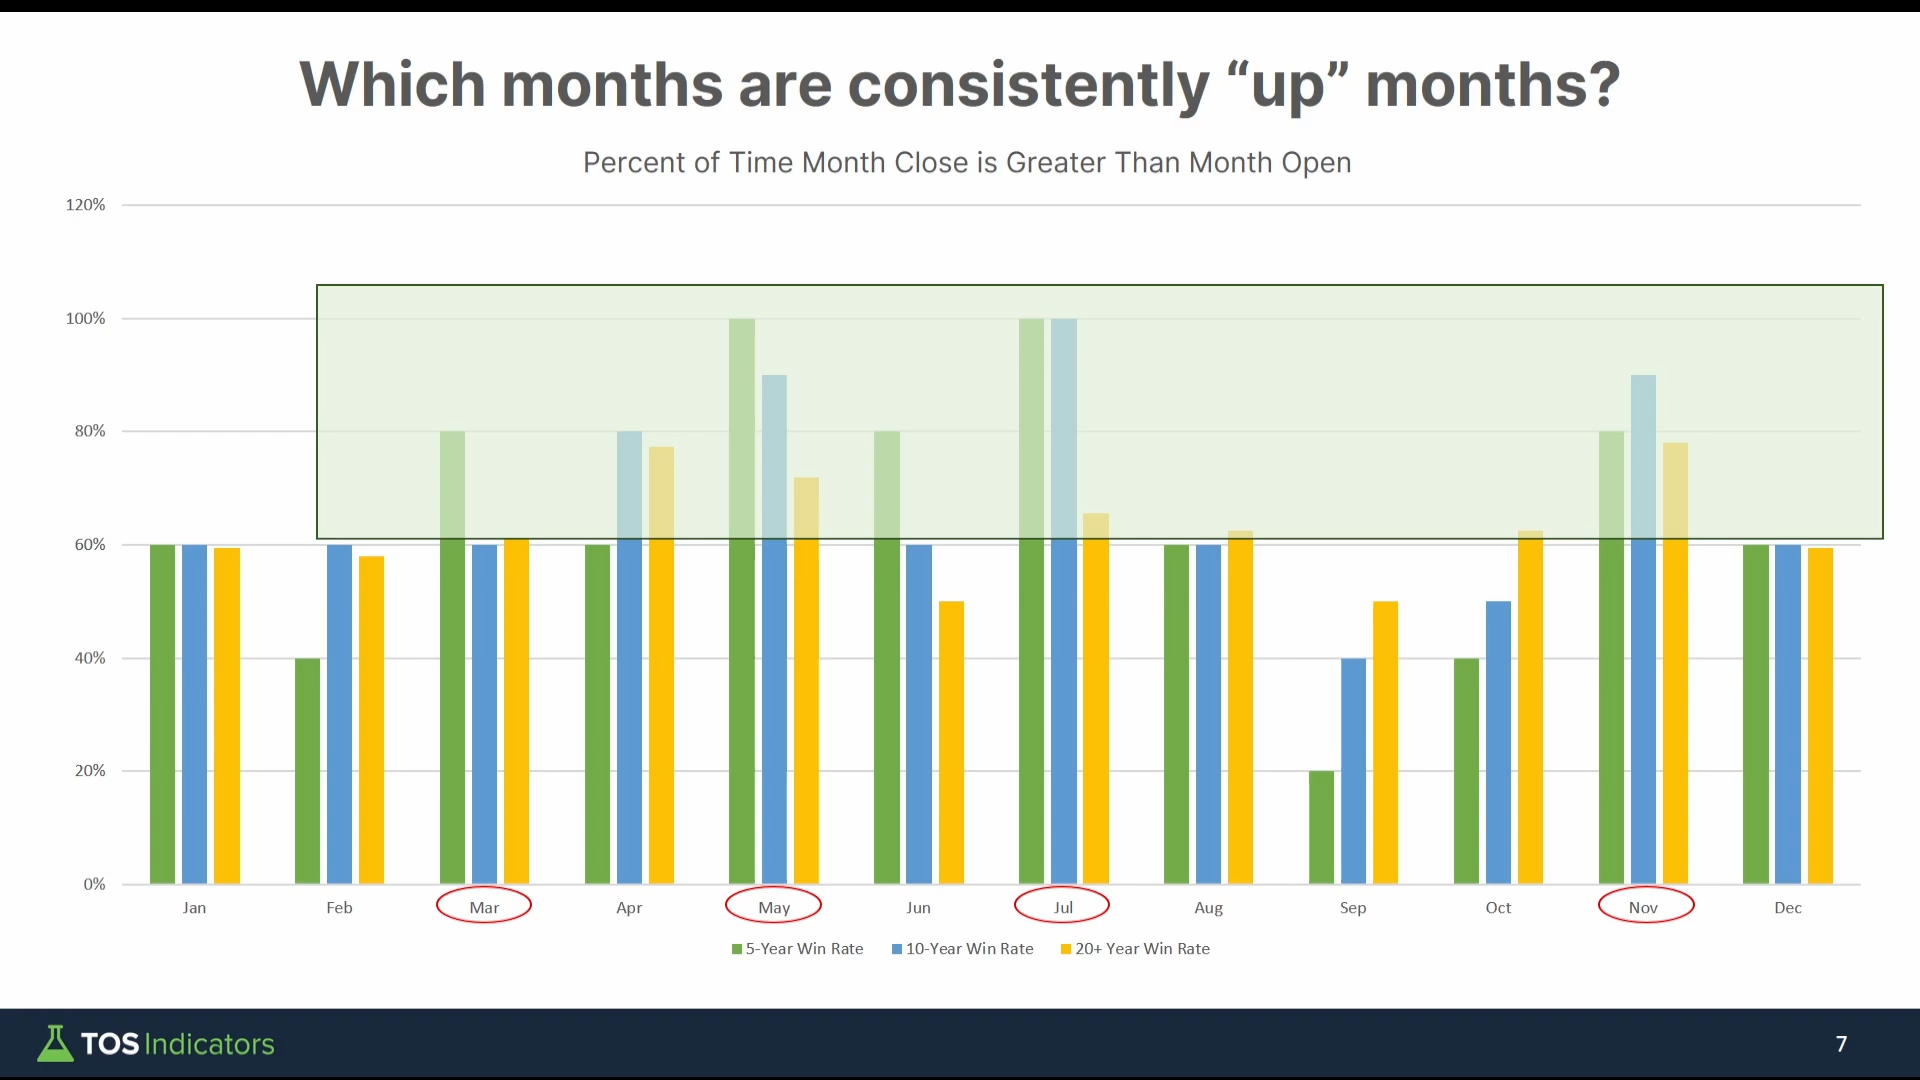 Which months are consistently “up” months?
Percent of Time Month Close is Greater Than Month Open
120%
100%
80%
60%
40%
20%
0%
Jan Feb Mar Apr May Jun Jul Aug Sep Oct Nov Dec
5-Year Win Rate 10-Year Win Rate 20+ Year Win Rate
TOS Indicators 7